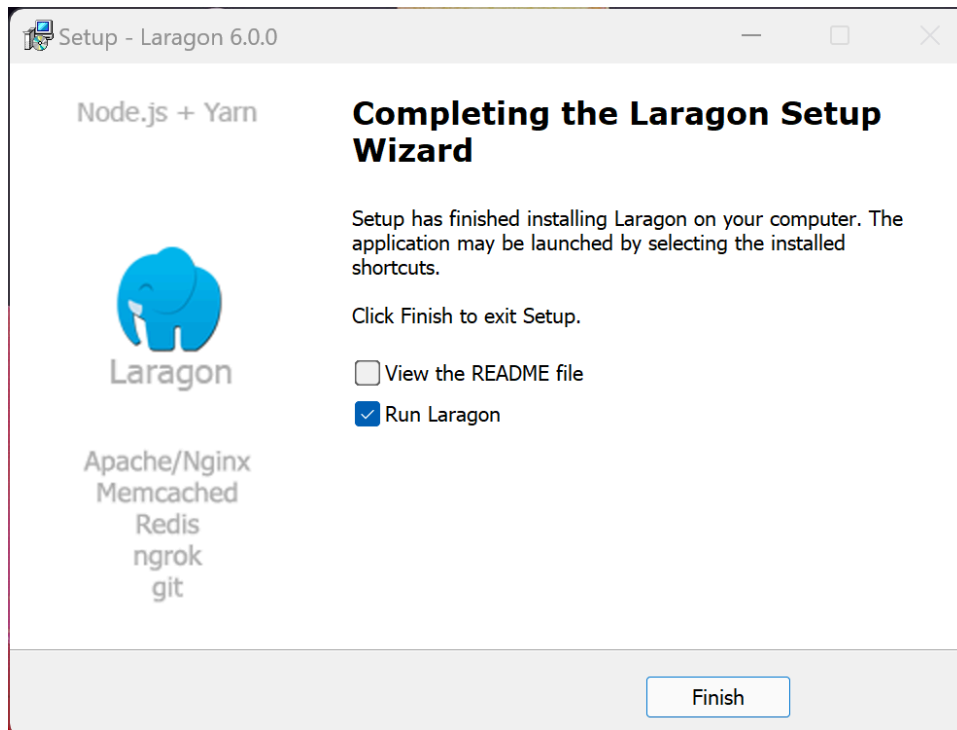 Setup - Laragon 6.0.0
Node.js + Yarn
Laragon
Apache/Nginx
Memcached
Redis
ngrok
git
Completing the Laragon Setup
Wizard
Setup has finished installing Laragon on your computer. The
application may be launched by selecting the installed
shortcuts.
Click Finish to exit Setup.
View the README file
Run Laragon
Finish